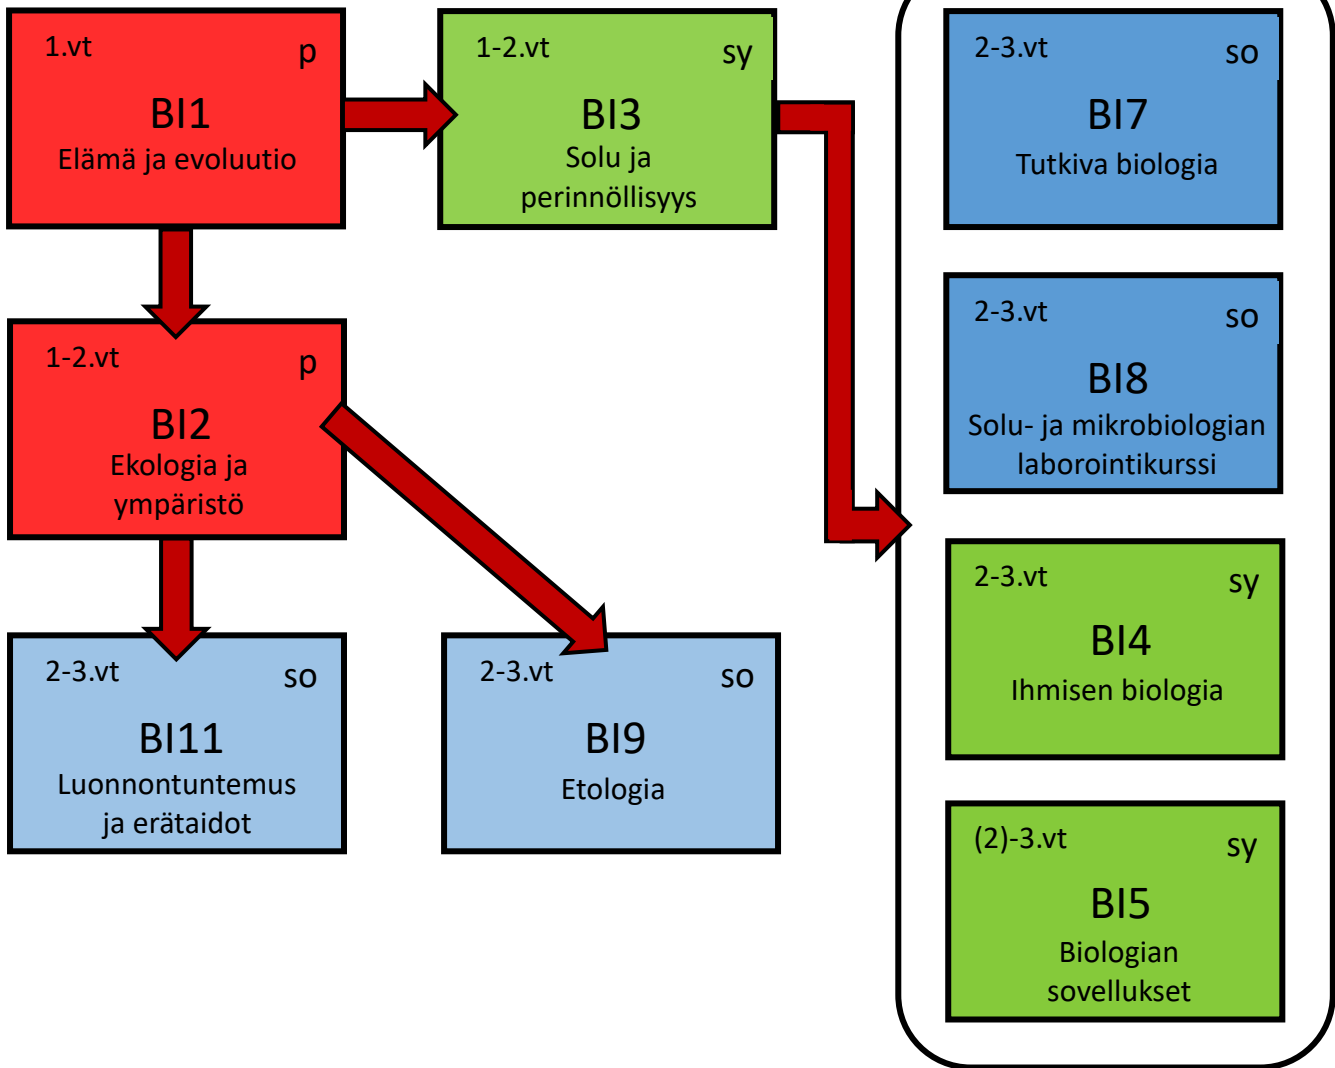 1.vt
p
BI1
Elämä ja evoluutio
1-2.vt
sy
BI3
Solu ja
perinnöllisyys
2-3.vt
so
BI7
Tutkiva biologia
1-2.vt
p
BI2
Ekologia ja
ympäristö
2-3.vt
so
BI8
Solu- ja mikrobiologian
laborointikurssi
2-3.vt
so
BI11
Luonnontuntemus
ja erätaidot
2-3.vt
so
BI9
Etologia
2-3.vt
sy
BI4
Ihmisen biologia
(2)-3.vt
sy
BI5
Biologian
sovellukset